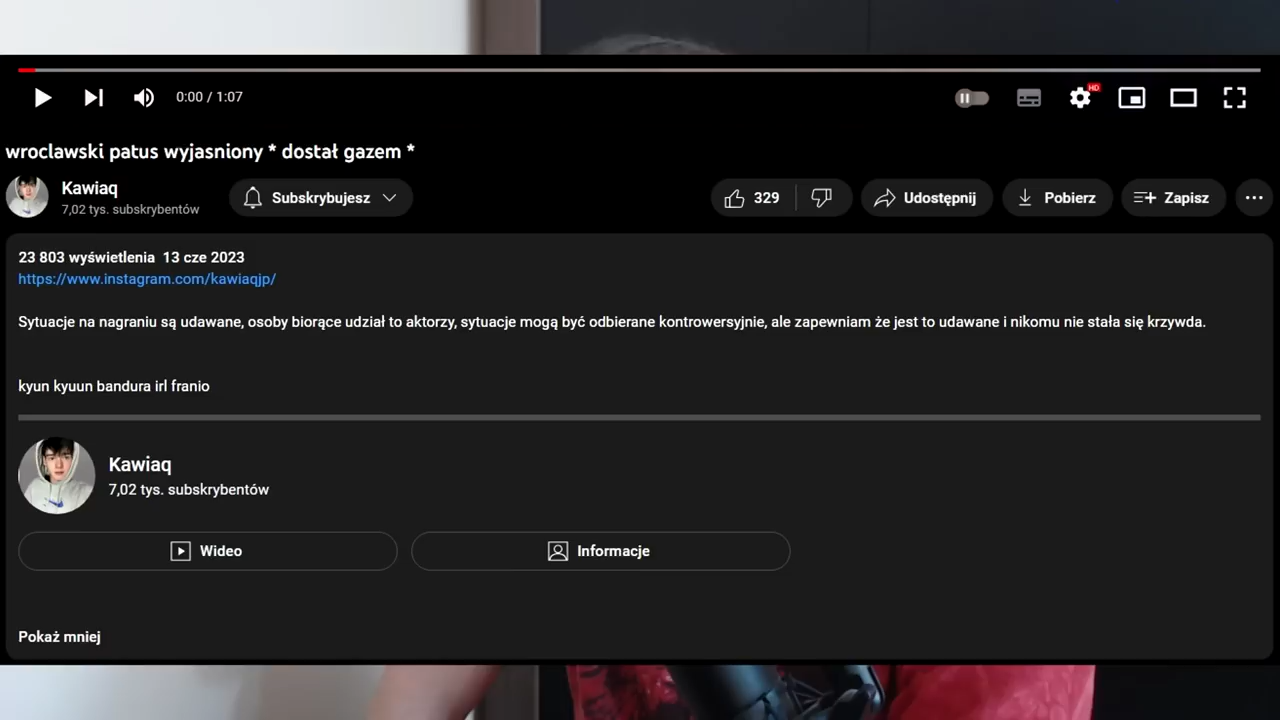 0:00 / 1:07
HD
wroclawski patus wyjasniony * dostał gazem *
Kawiaq
7,02 tys. subskrybentów
Subskrybujesz
329
Udostępnij
Pobierz
Zapisz
23 803 wyświetlenia 13 cze 2023
https://www.instagram.com/kawiaqjp/
Sytuacje na nagraniu są udawane, osoby biorące udział to aktorzy, sytuacje mogą być odbierane kontrowersyjnie, ale zapewniam że jest to udawane i nikomu nie stała się krzywda.
kyun kyuun bandura irl franio
Kawiaq
7,02 tys. subskrybentów
Wideo
Informacje
Pokaż mniej